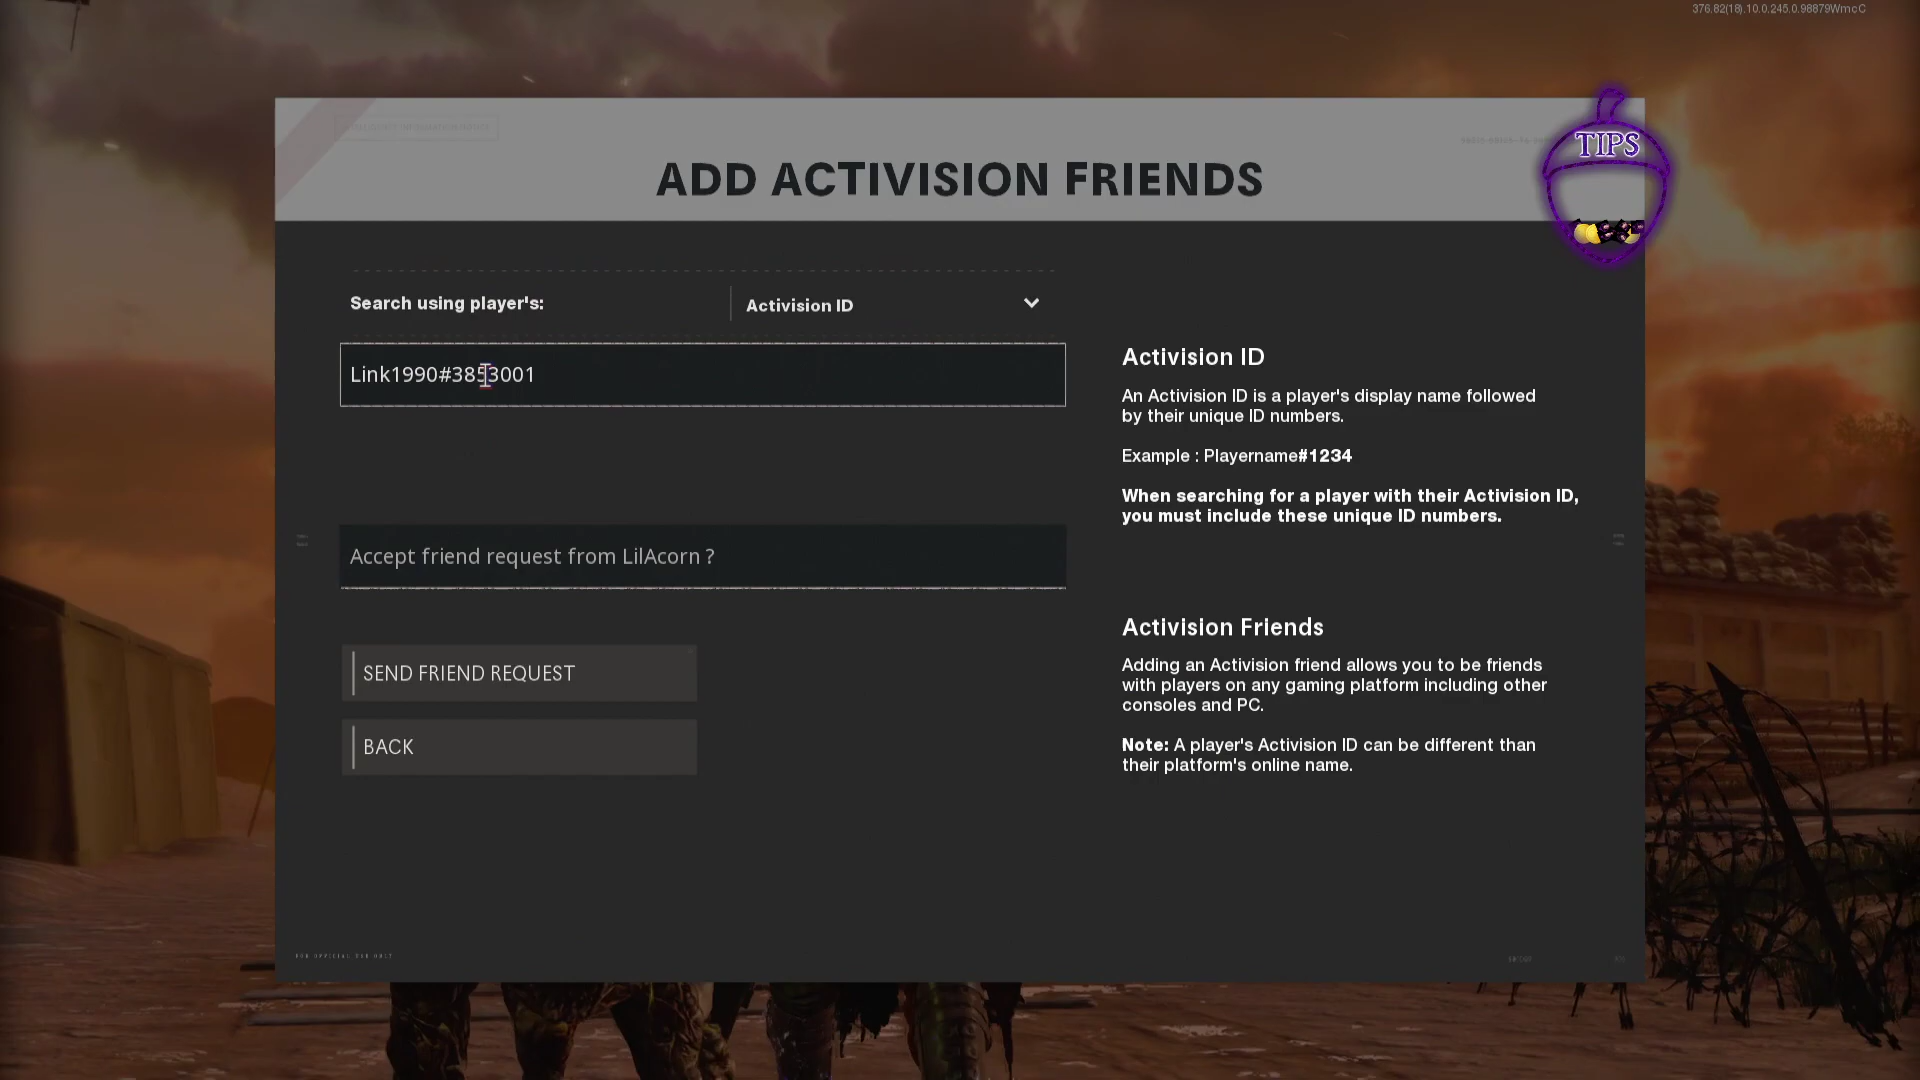 376.82(18).10.0.245.0.98879WmcC
TIPS
ADD ACTIVISION FRIENDS
Search using player's:
Activision ID
Link1990#3853001
Accept friend request from LilAcorn ?
SEND FRIEND REQUEST
BACK
Activision ID
An Activision ID is a player's display name followed
by their unique ID numbers.
Example : Playername#1234
When searching for a player with their Activision ID,
you must include these unique ID numbers.
Activision Friends
Adding an Activision friend allows you to be friends
with players on any gaming platform including other
consoles and PC.
Note: A player's Activision ID can be different than
their platform's online name.
FOR OFFICIAL USE ONLY